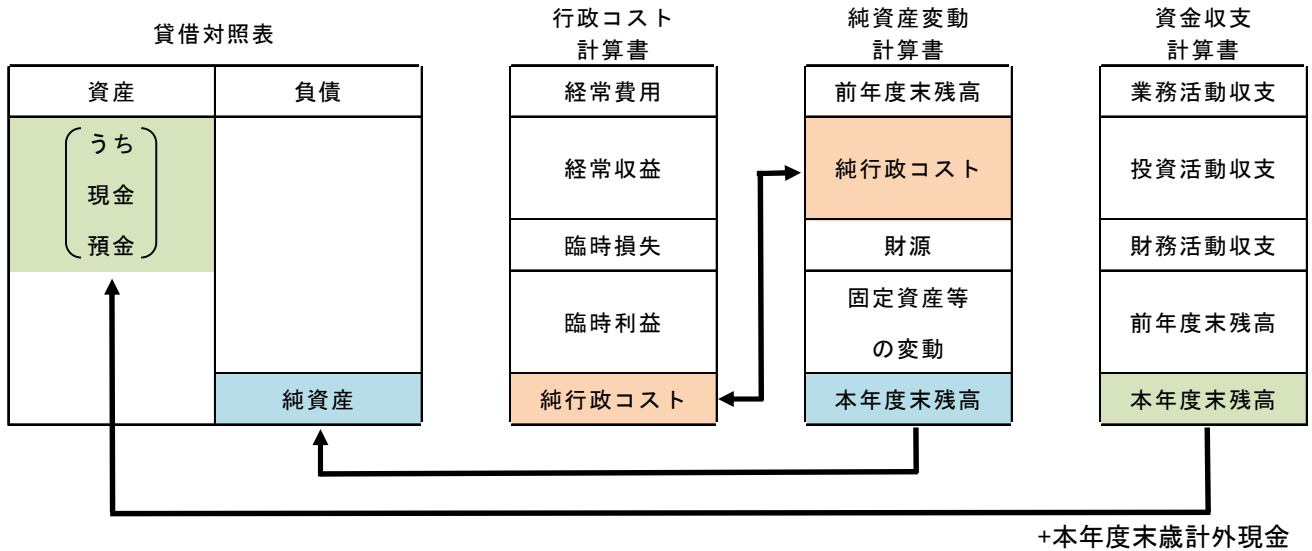 貸借対照表
資産
負債
うち
現金
預金
純資産
行政コスト
計算書
経常費用
経常収益
臨時損失
臨時利益
純行政コスト
純資産変動
計算書
前年度末残高
純行政コスト
財源
固定資産等
の変動
本年度末残高
資金収支
計算書
業務活動収支
投資活動収支
財務活動収支
前年度末残高
本年度末残高
+本年度末歳計外現金